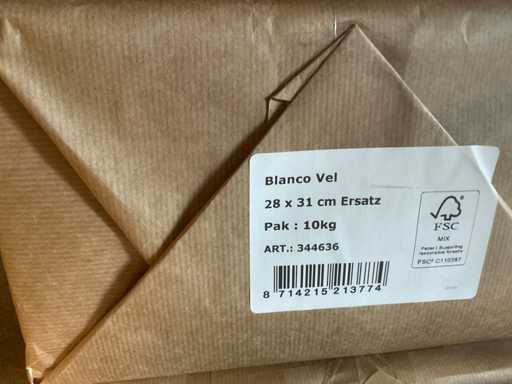 Blanco Vel
28 x 31 cm Ersatz
Pak : 10kg
ART.: 344636
FSC
MIX
Paper | Supporting
responsible forestry
FSC® C110387
8 714215 213774